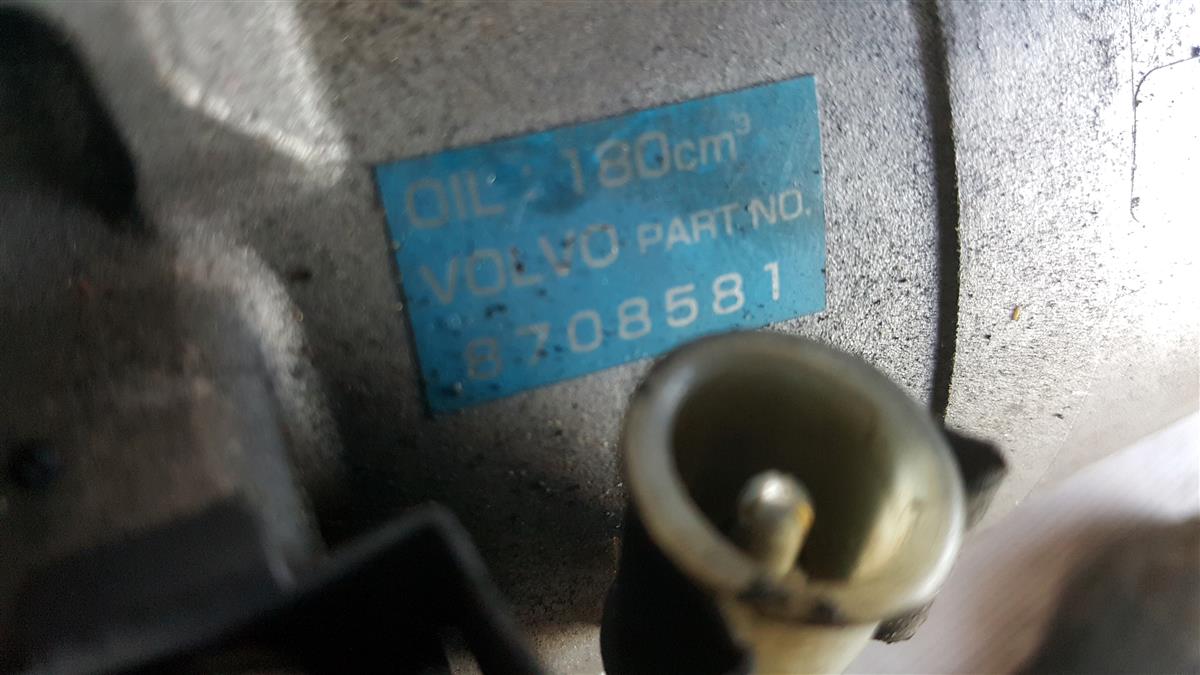 OIL : 180cm³
VOLVO PART NO.
8708581